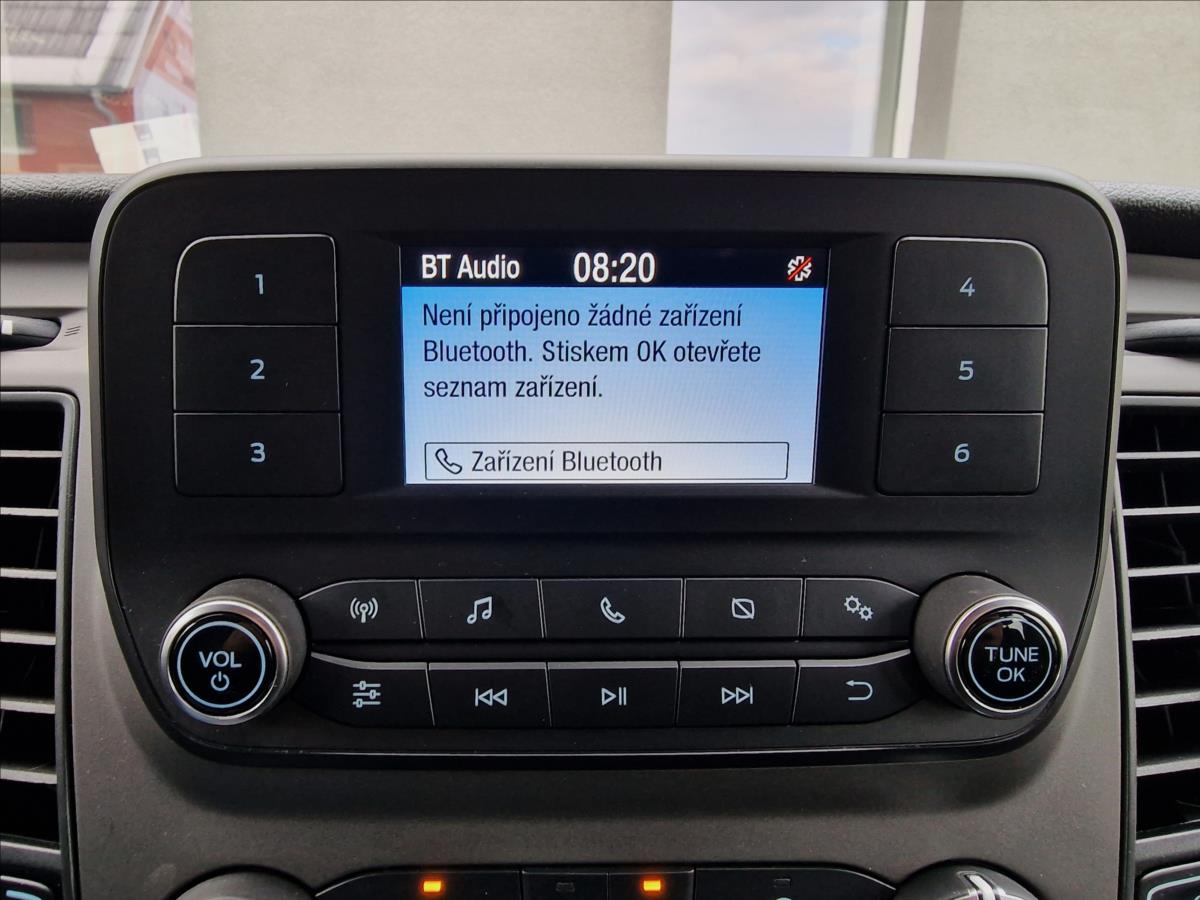 1
2
3
BT Audio 08:20
Není připojeno žádné zařízení
Bluetooth. Stiskem OK otevřete
seznam zařízení.
Zařízení Bluetooth
4
5
6
VOL
TUNE
OK